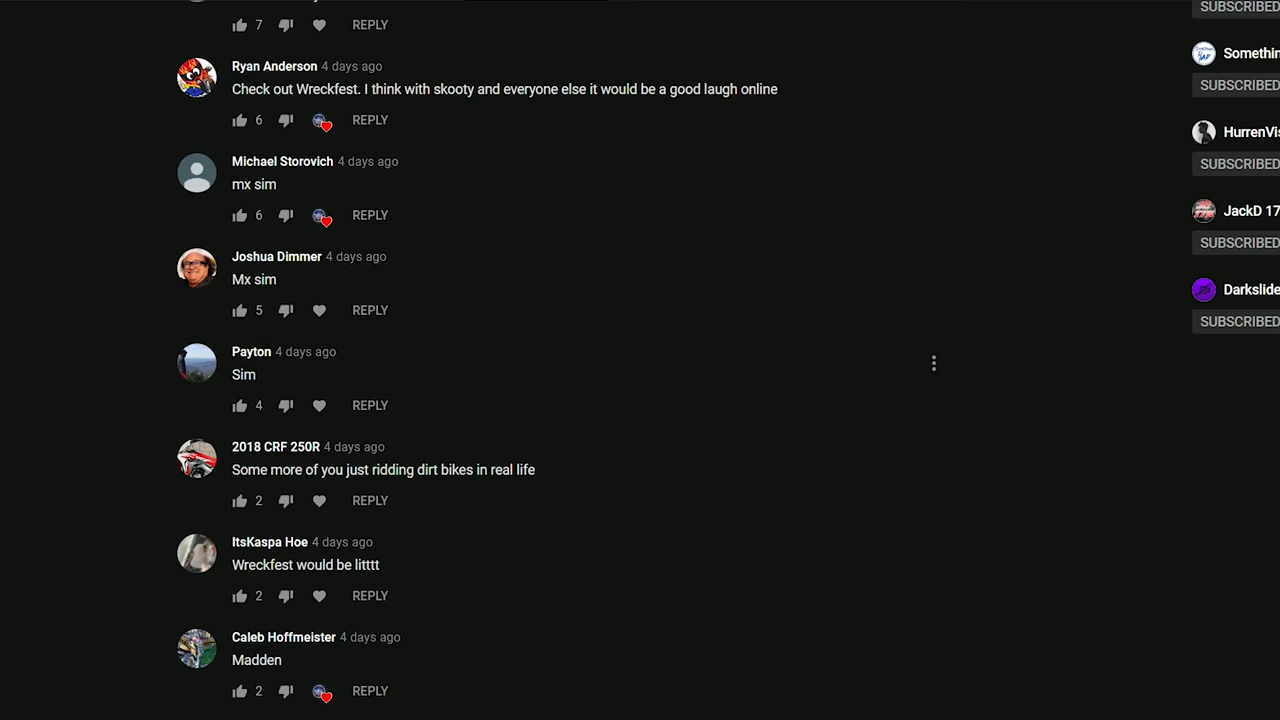 7 REPLY
SUBSCRIBED
Ryan Anderson 4 days ago
Check out Wreckfest. I think with skooty and everyone else it would be a good laugh online
6 REPLY
Michael Storovich 4 days ago
mx sim
6 REPLY
Joshua Dimmer 4 days ago
Mx sim
5 REPLY
Payton 4 days ago
Sim
4 REPLY
2018 CRF 250R 4 days ago
Some more of you just ridding dirt bikes in real life
2 REPLY
ItsKaspa Hoe 4 days ago
Wreckfest would be litttt
2 REPLY
Caleb Hoffmeister 4 days ago
Madden
2 REPLY
Somethin
SUBSCRIBED
HurrenVis
SUBSCRIBED
JackD 17
SUBSCRIBED
Darkslide
SUBSCRIBED